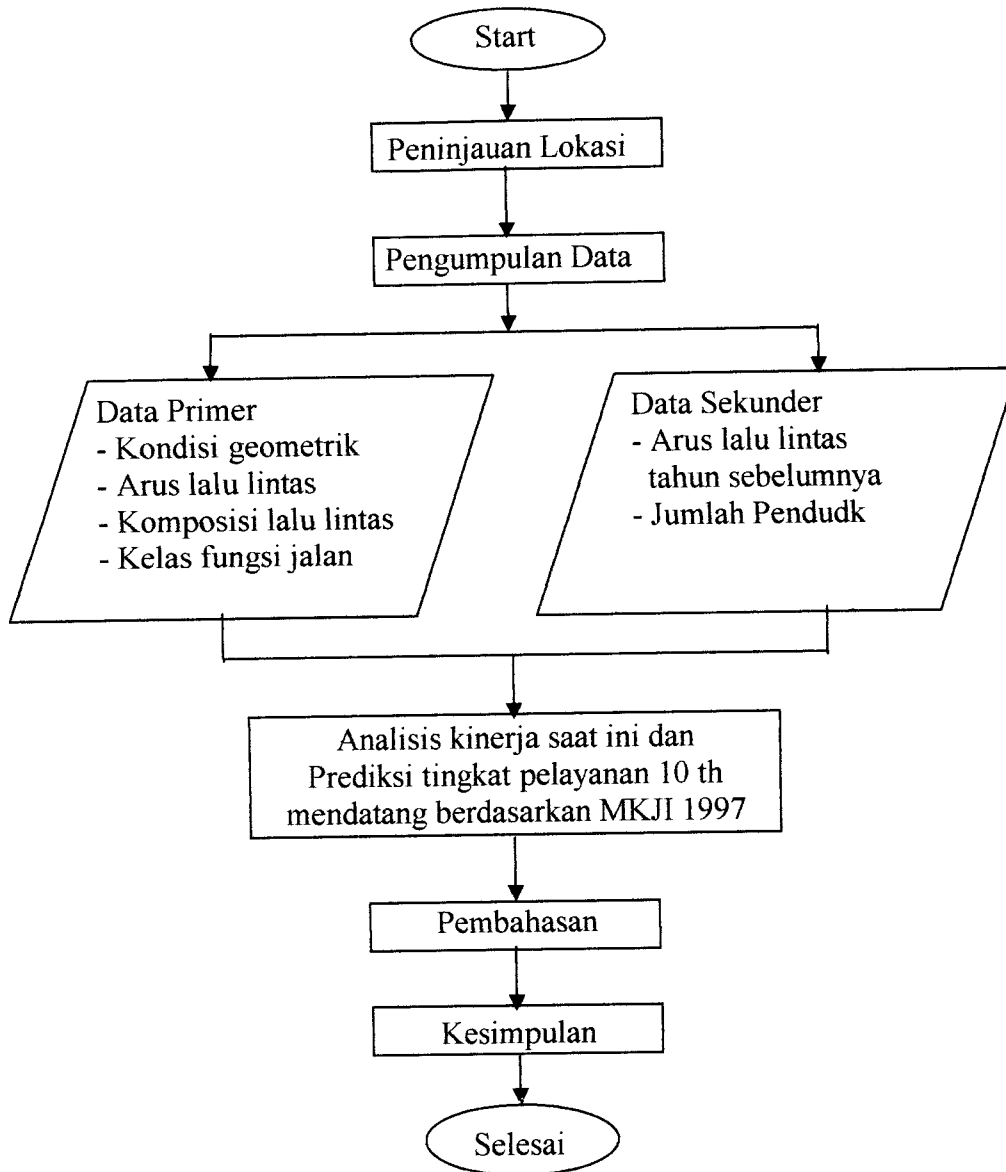 Start
Peninjauan Lokasi
Pengumpulan Data
Data Primer
- Kondisi geometrik
- Arus lalu lintas
- Komposisi lalu lintas
- Kelas fungsi jalan
Data Sekunder
- Arus lalu lintas
tahun sebelumnya
- Jumlah Pendudk
Analisis kinerja saat ini dan
Prediksi tingkat pelayanan 10 th
mendatang berdasarkan MKJI 1997
Pembahasan
Kesimpulan
Selesai